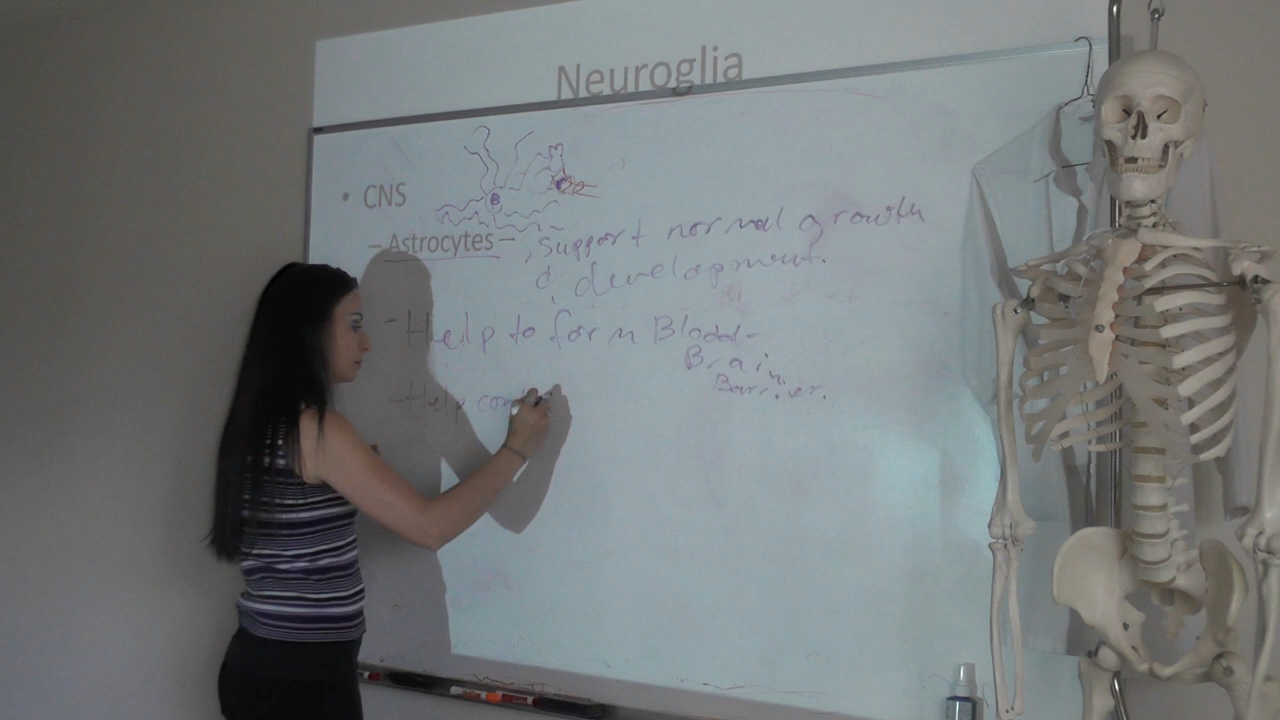 Neuroglia
• CNS
– Astrocytes – , support normal growth
& development.
- Help to form Blood-
Brain
Barrier.
- Help con